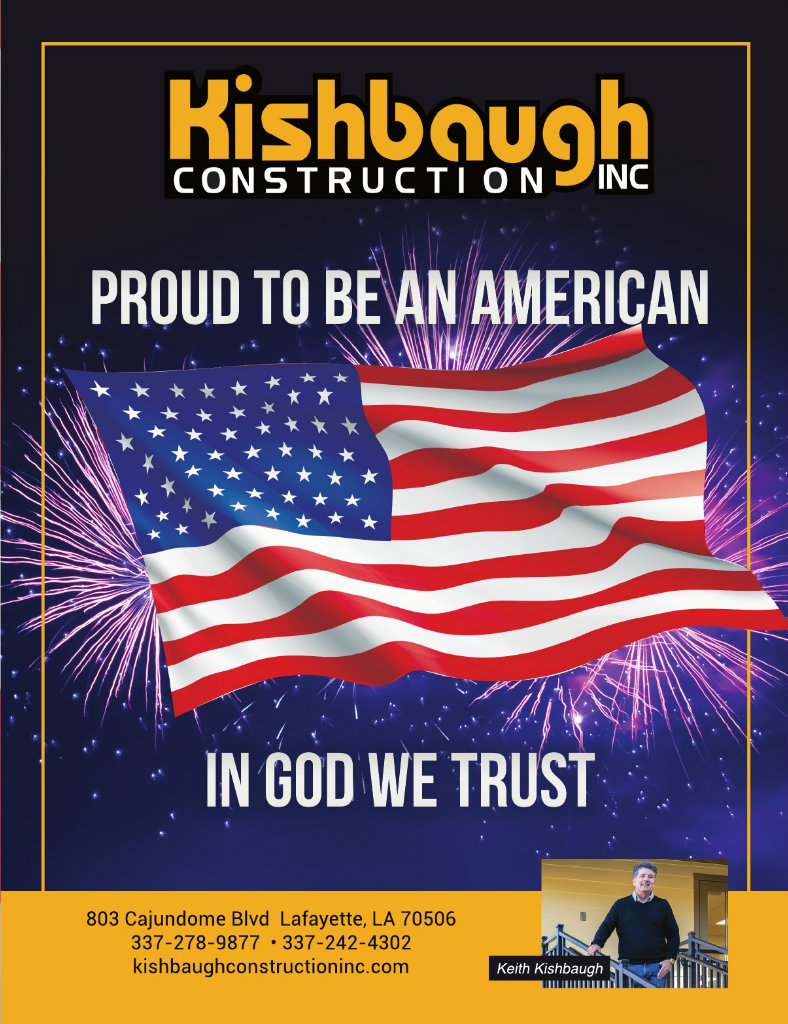 Kishbaugh
CONSTRUCTION INC
PROUD TO BE AN AMERICAN
IN GOD WE TRUST
803 Cajundome Blvd Lafayette, LA 70506
337-278-9877 • 337-242-4302
kishbaughconstructioninc.com
Keith Kishbaugh